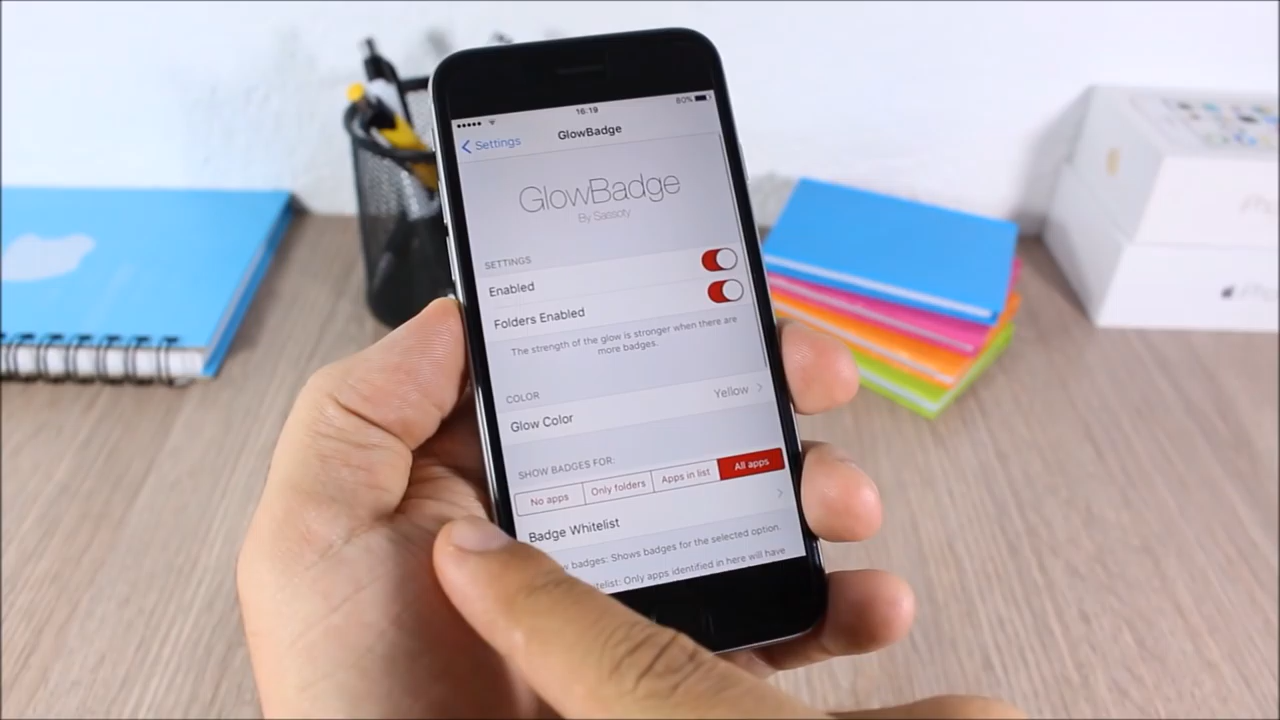 16:19
80%
Settings
GlowBadge
GlowBadge
By Sassoty
SETTINGS
Enabled
Folders Enabled
The strength of the glow is stronger when there are
more badges.
COLOR
Glow Color
Yellow
SHOW BADGES FOR:
No apps
Only folders
Apps in list
All apps
Badge Whitelist
badges: Shows badges for the selected option.
Only apps identified in here will have